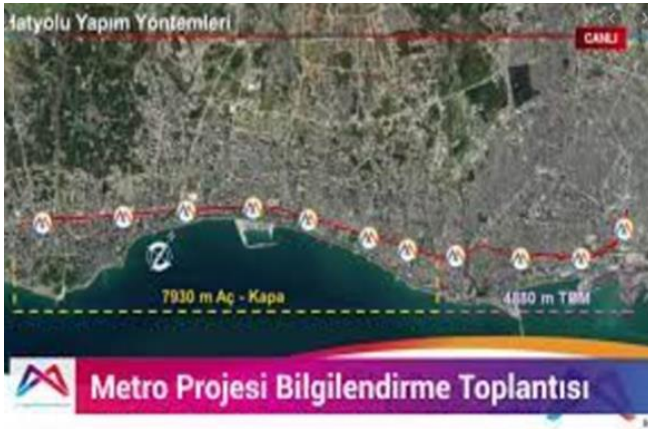 Hatyolu Yapım Yöntemleri
CANLI
7930 m Aç - Kapa
4880 m TBM
Metro Projesi Bilgilendirme Toplantısı